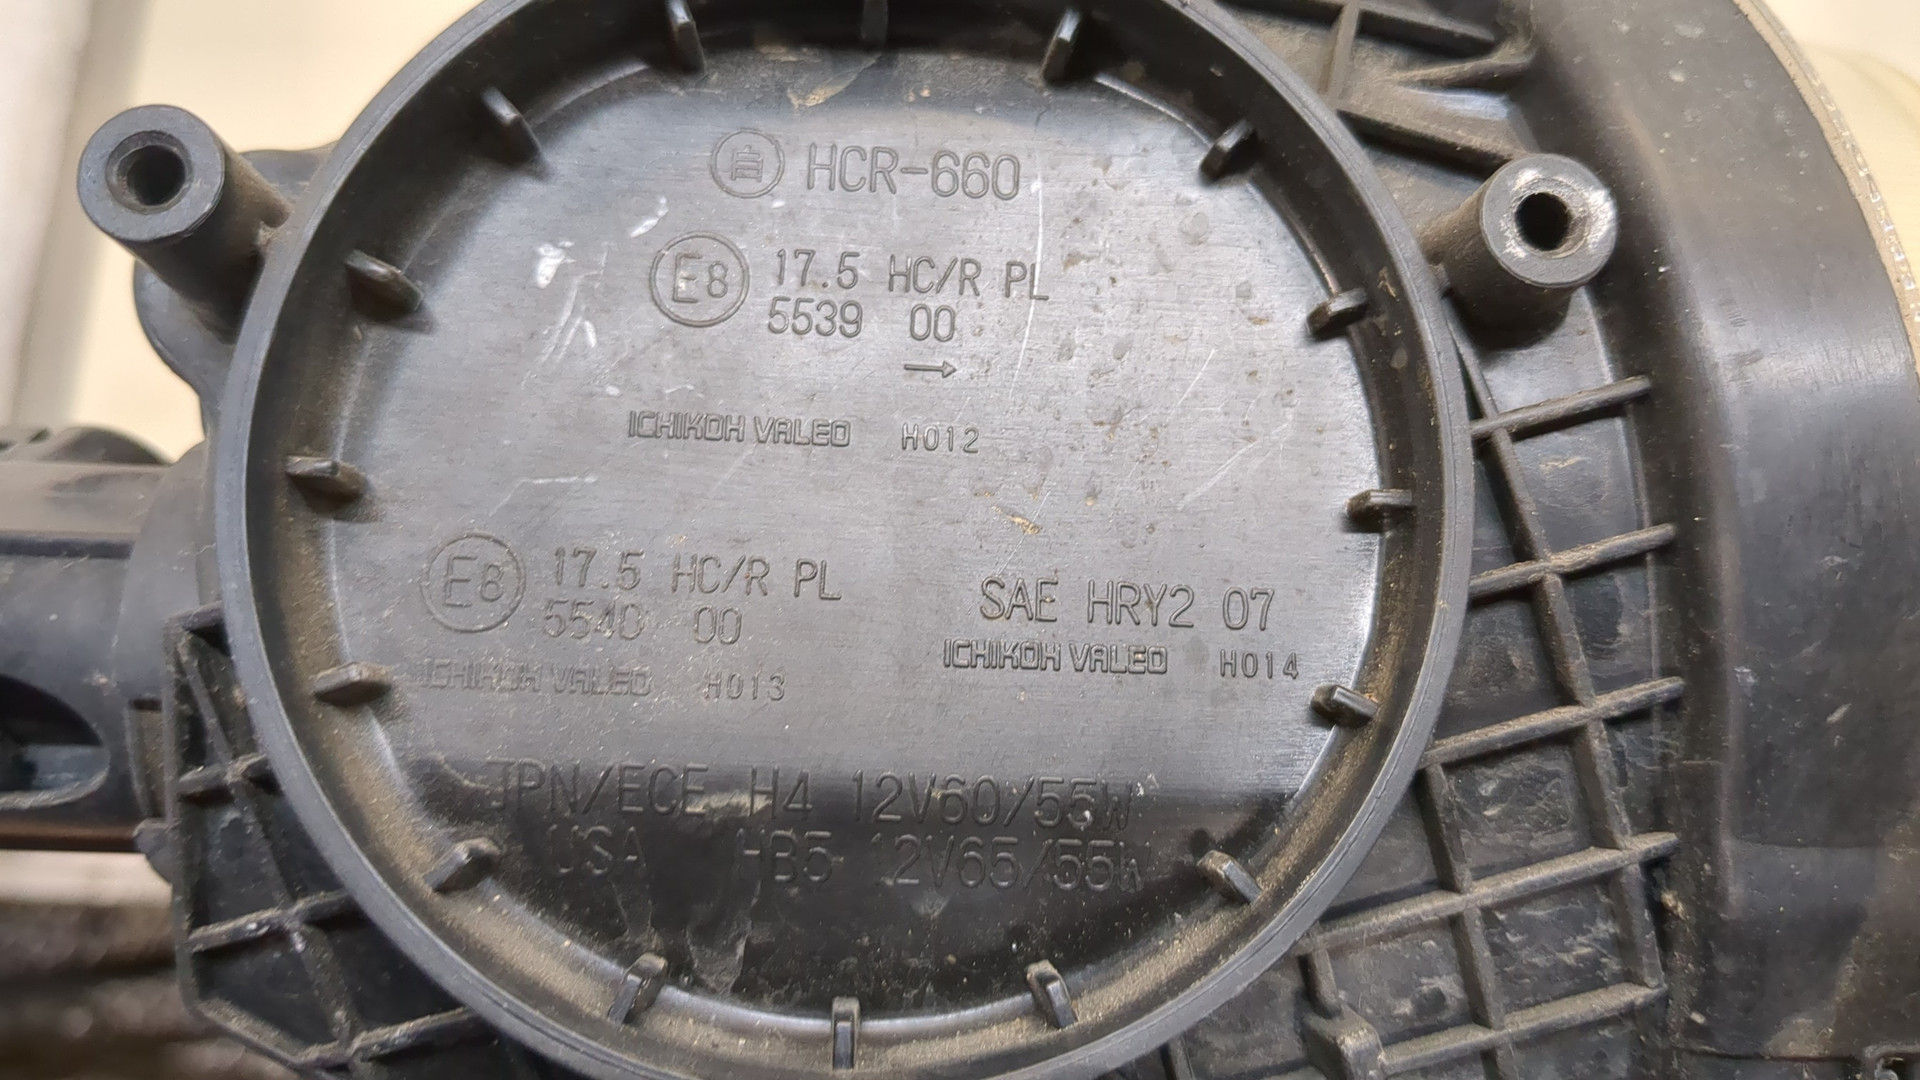 自 HCR-660
E8 17.5 HC/R PL
5539 00
→
ICHIKOH VALEO H012
E8 17.5 HC/R PL
5540 00
ICHIKOH VALEO H013
SAE HRY2 07
ICHIKOH VALEO H014
JPN/ECE H4 12V60/55W
USA HB5 12V65/55W